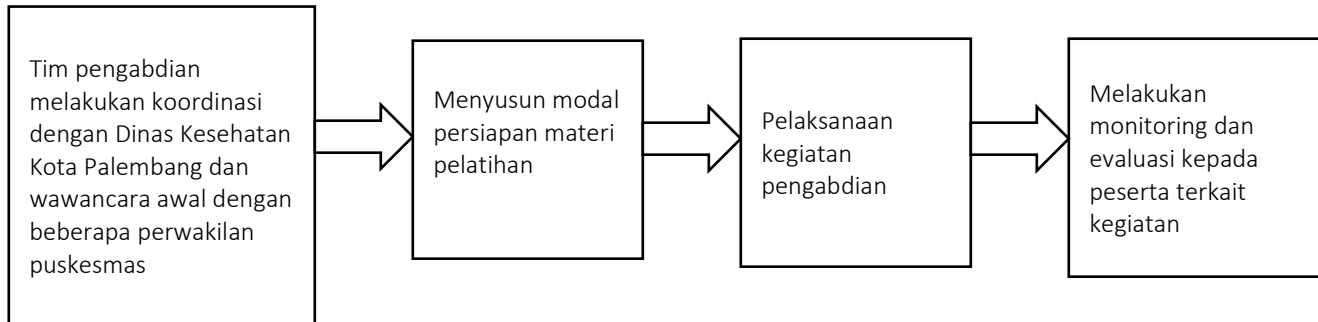 Tim pengabdian
melakukan koordinasi
dengan Dinas Kesehatan
Kota Palembang dan
wawancara awal dengan
beberapa perwakilan
puskesmas
Menyusun modal
persiapan materi
pelatihan
Pelaksanaan
kegiatan
pengabdian
Melakukan
monitoring dan
evaluasi kepada
peserta terkait
kegiatan